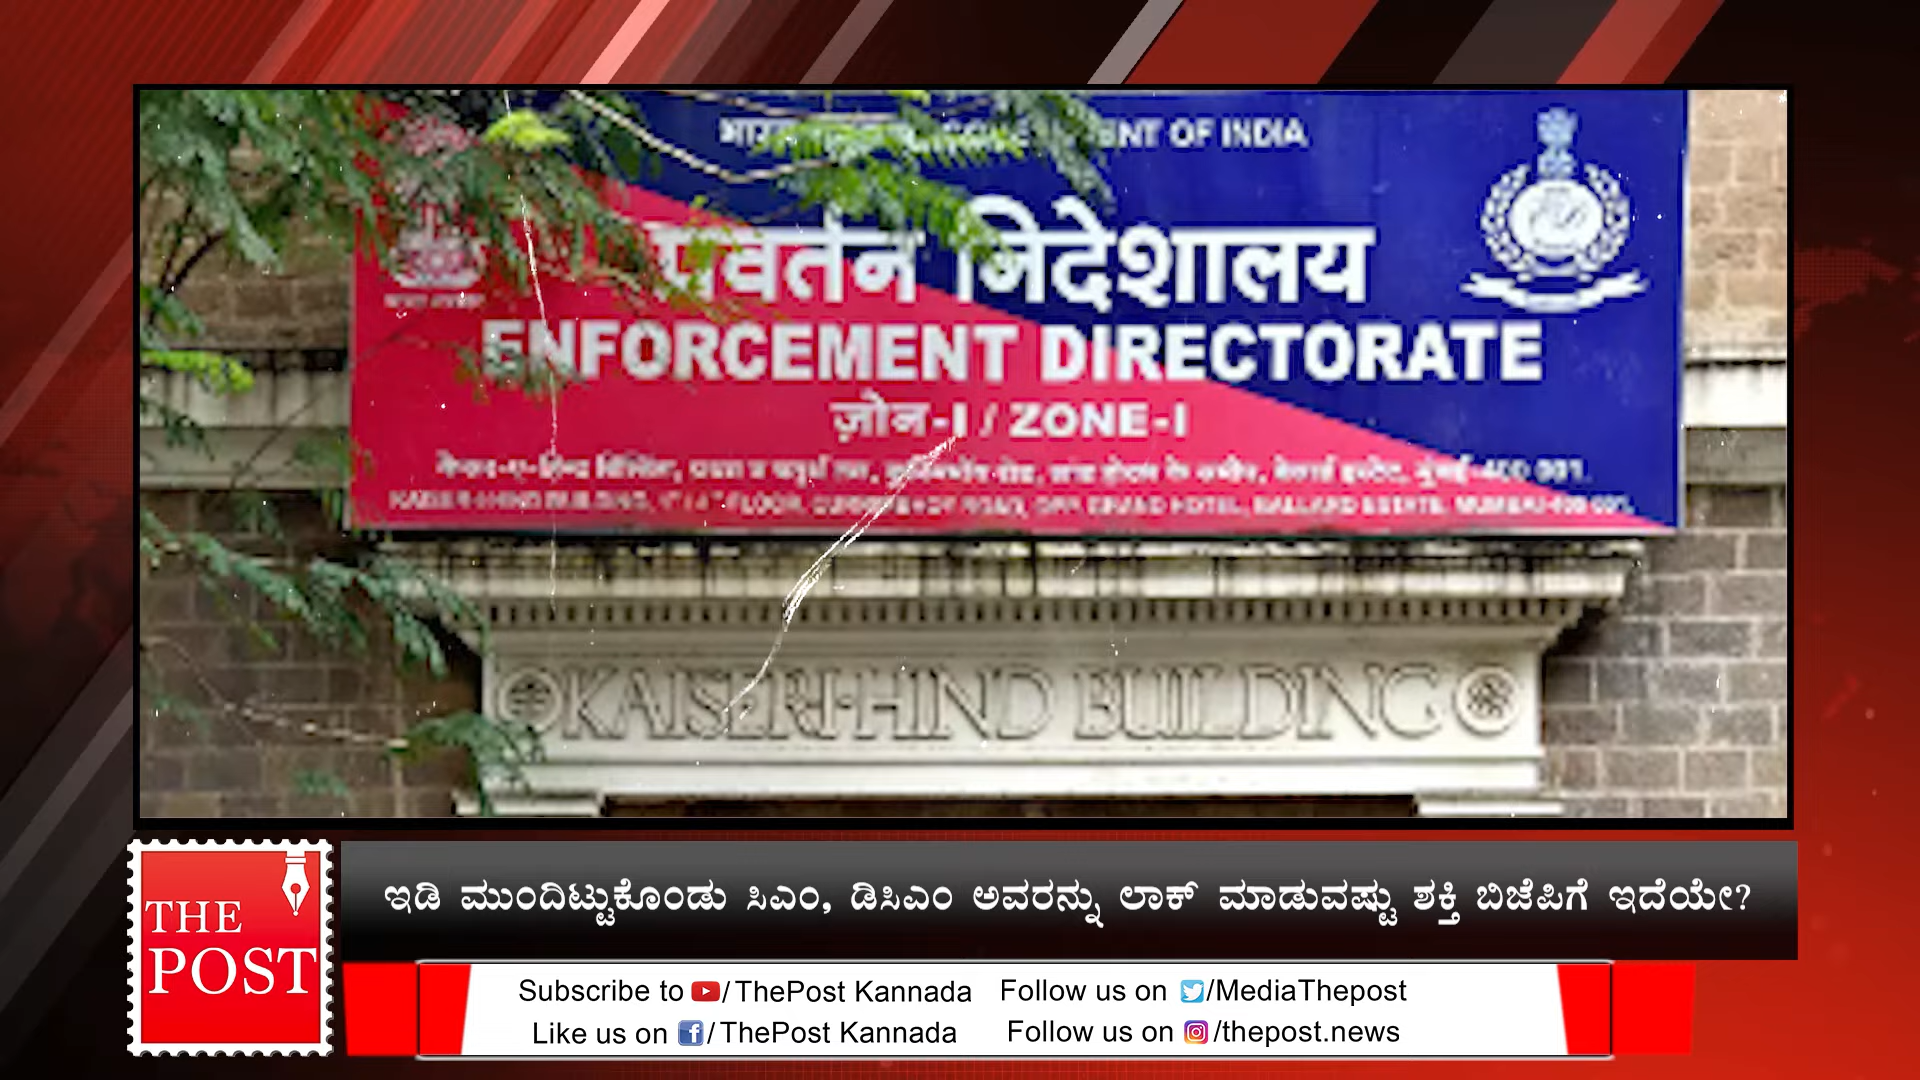 OF INDIA
निदेशालय
ENFORCEMENT DIRECTORATE
ज़ोन-I / ZONE-I
KAISER-I-HIND BUILDING
THE
POST
ಇಡಿ ಮುಂದಿಟ್ಟುಕೊಂಡು ಸಿಎಂ, ಡಿಸಿಎಂ ಅವರನ್ನು ಲಾಕ್ ಮಾಡುವಷ್ಟು ಶಕ್ತಿ ಬಿಜೆಪಿಗೆ ಇದೆಯೇ?
Subscribe to /ThePost Kannada Follow us on /MediaThepost
Like us on /ThePost Kannada Follow us on /thepost.news